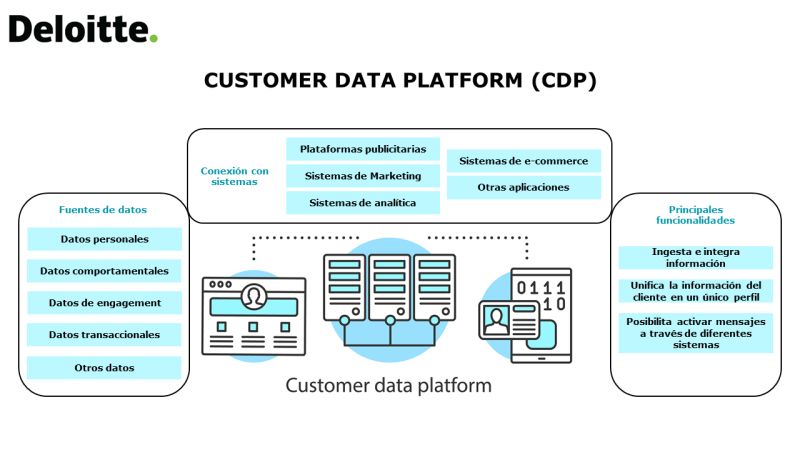 Deloitte.
CUSTOMER DATA PLATFORM (CDP)
Conexión con
sistemas
Plataformas publicitarias
Sistemas de Marketing
Sistemas de analítica
Sistemas de e-commerce
Otras aplicaciones
Fuentes de datos
Datos personales
Datos comportamentales
Datos de engagement
Datos transaccionales
Otros datos
0111
10
Customer data platform
Principales
funcionalidades
Ingesta e integra
información
Unifica la información del
cliente en un único perfil
Posibilita activar mensajes
a través de diferentes
sistemas